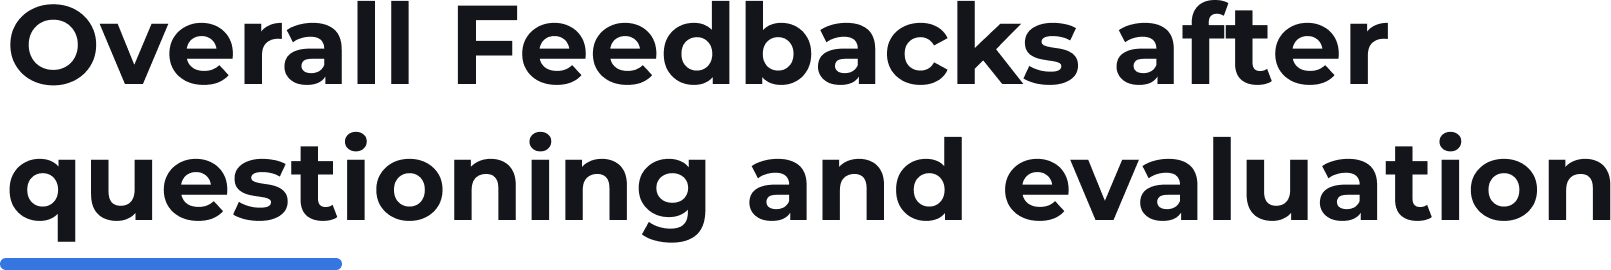 Overall Feedbacks after
questioning and evaluation